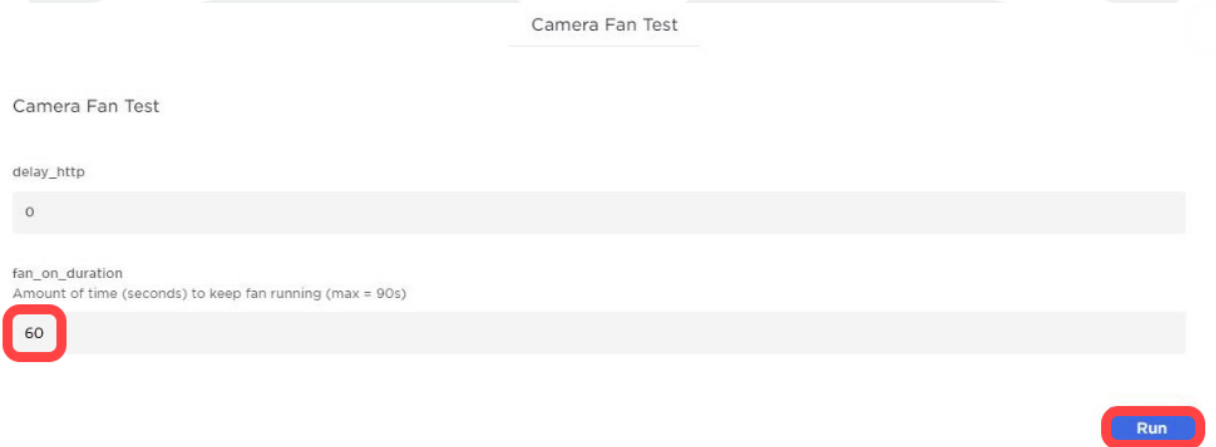 Camera Fan Test
Camera Fan Test
delay_http
0
fan_on_duration
Amount of time (seconds) to keep fan running (max = 90s)
60
Run